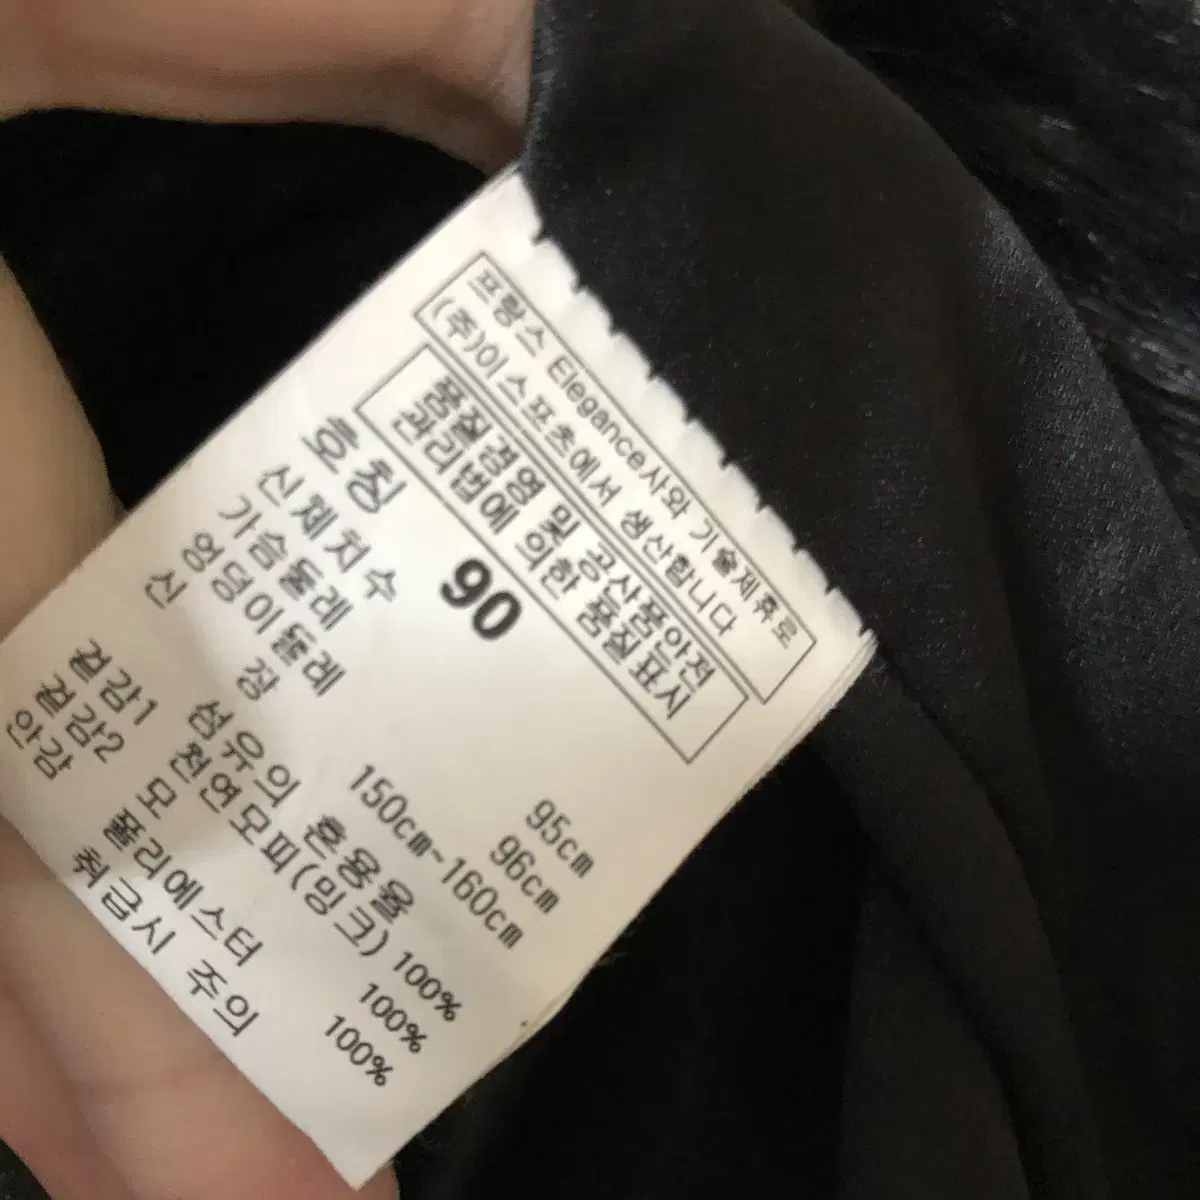 프랑스 Elegance사와 기술제휴로
(주)이스포츠에서 생산합니다
품질경영 및 공산품안전
관리법에 의한 품질표시
호칭 90
신체치수
가슴둘레 95cm
엉덩이둘레 96cm
신 장 150cm~160cm
섬유의 혼용율
겉감1 천연모피(밍크) 100%
겉감2 모 100%
안감 폴리에스터 100%
취급시 주의